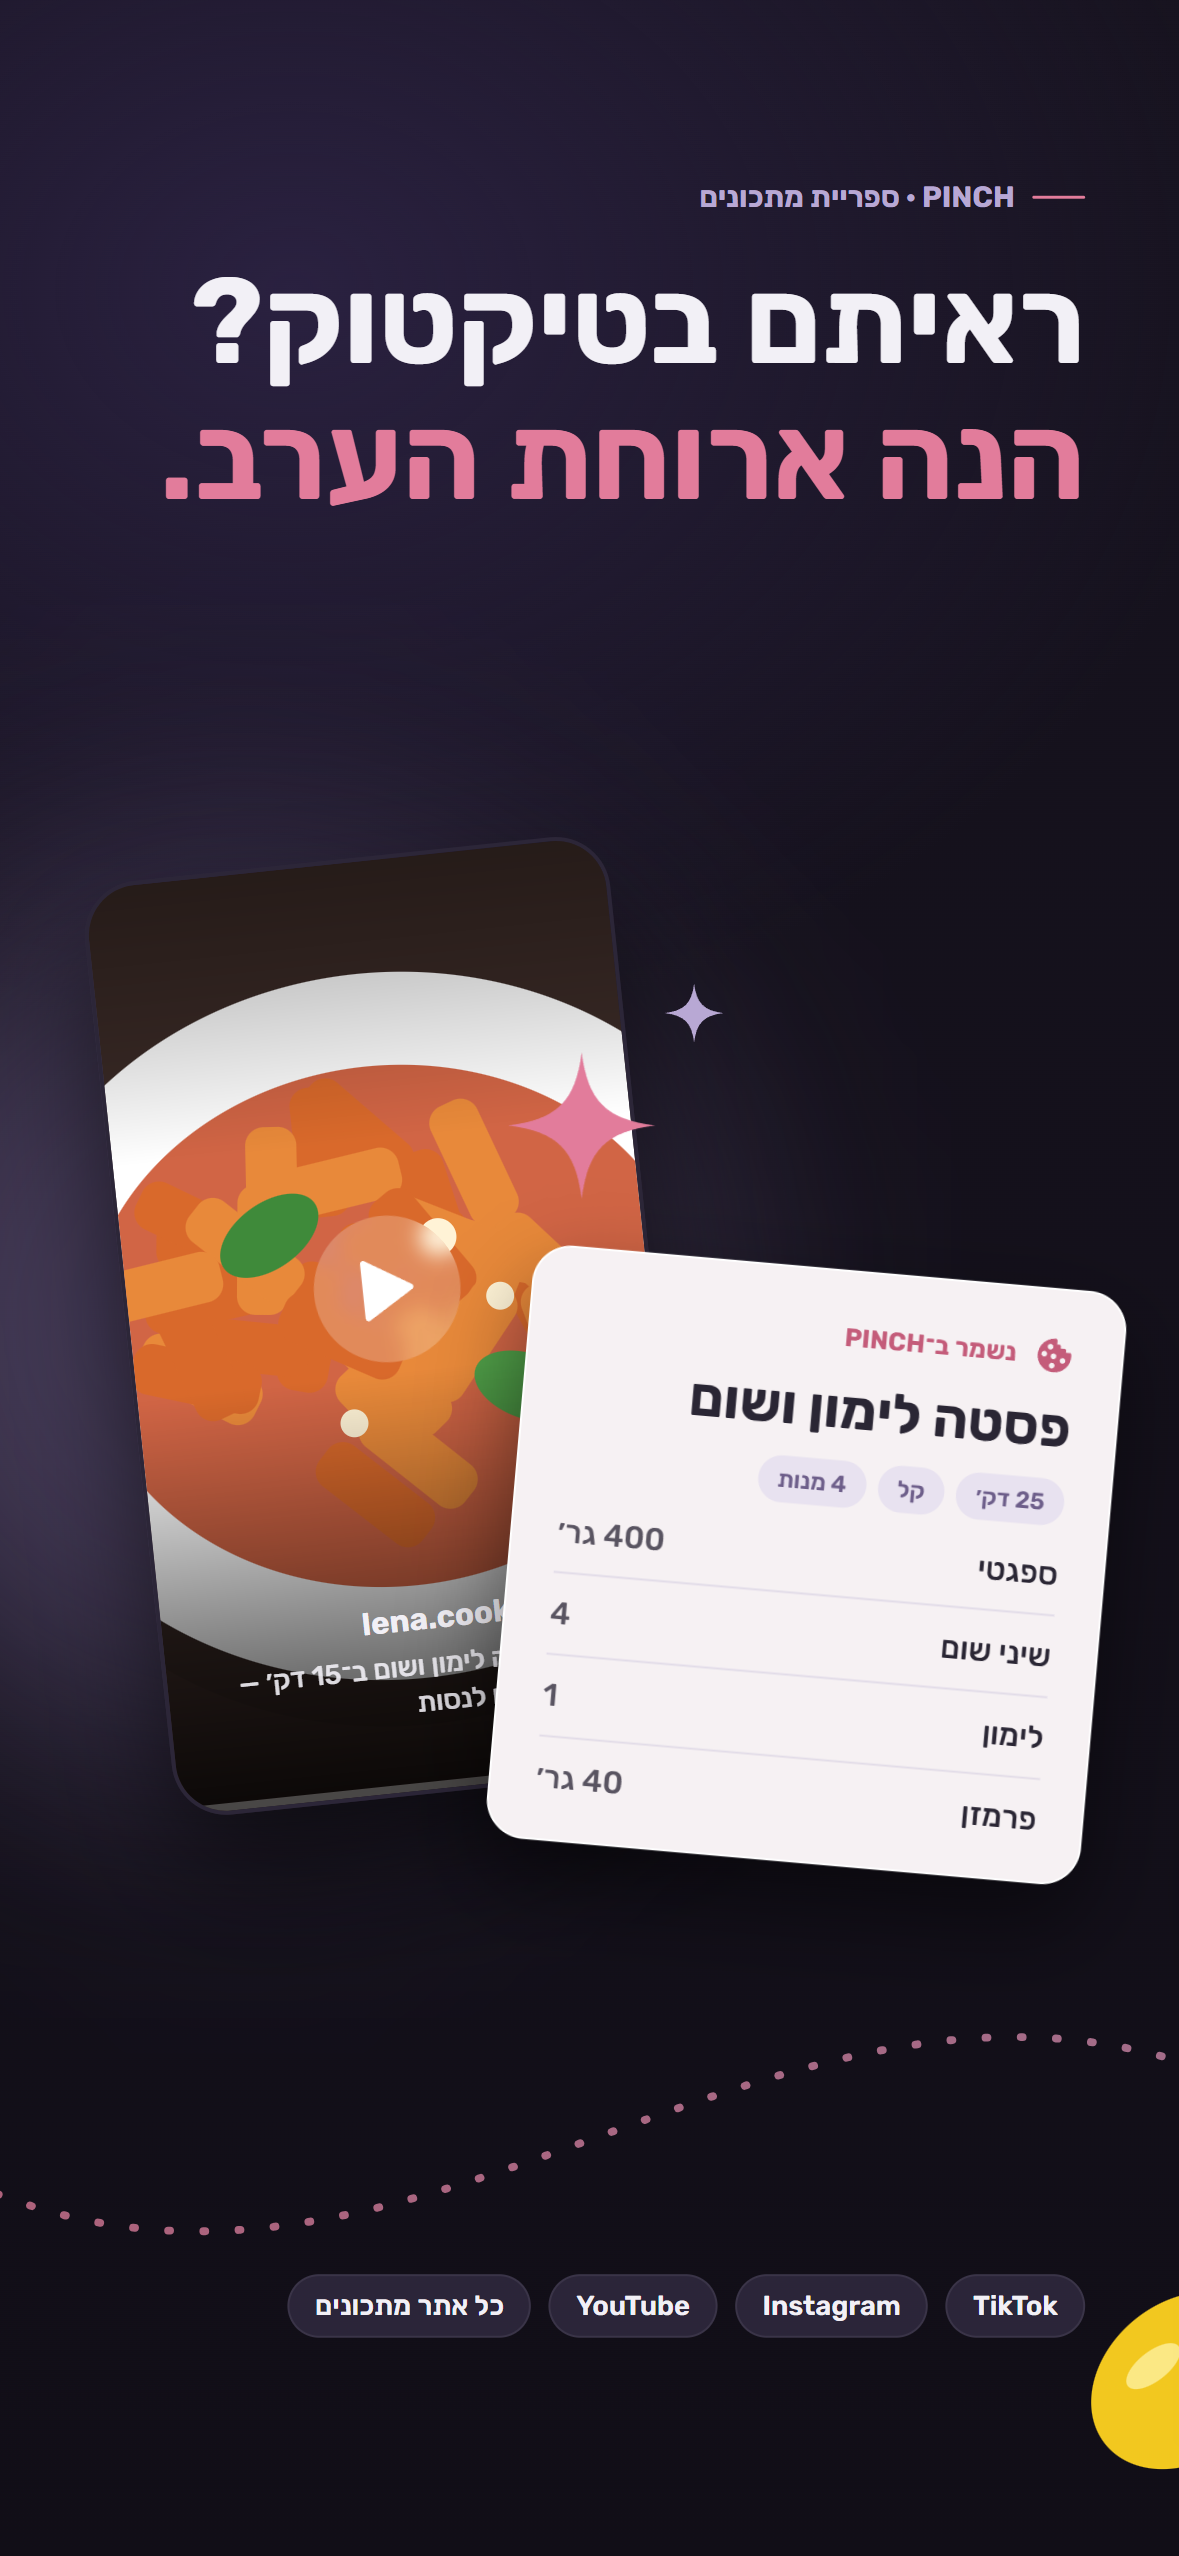 PINCH • ספריית מתכונים
ראיתם בטיקטוק?
הנה ארוחת הערב.
נשמר ב־PINCH
פסטה לימון ושום
25 דק׳
קל
4 מנות
ספגטי 400 גר׳
שיני שום 4
לימון 1
פרמזן 40 גר׳
lena.cook
לימון ושום ב־15 דק׳ –
לנסות
TikTok
Instagram
YouTube
כל אתר מתכונים